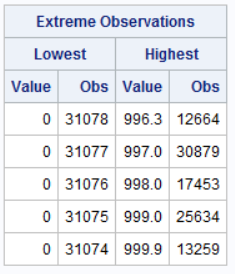 Extreme Observations
Lowest Highest
Value Obs Value Obs
0 31078 996.3 12664
0 31077 997.0 30879
0 31076 998.0 17453
0 31075 999.0 25634
0 31074 999.9 13259